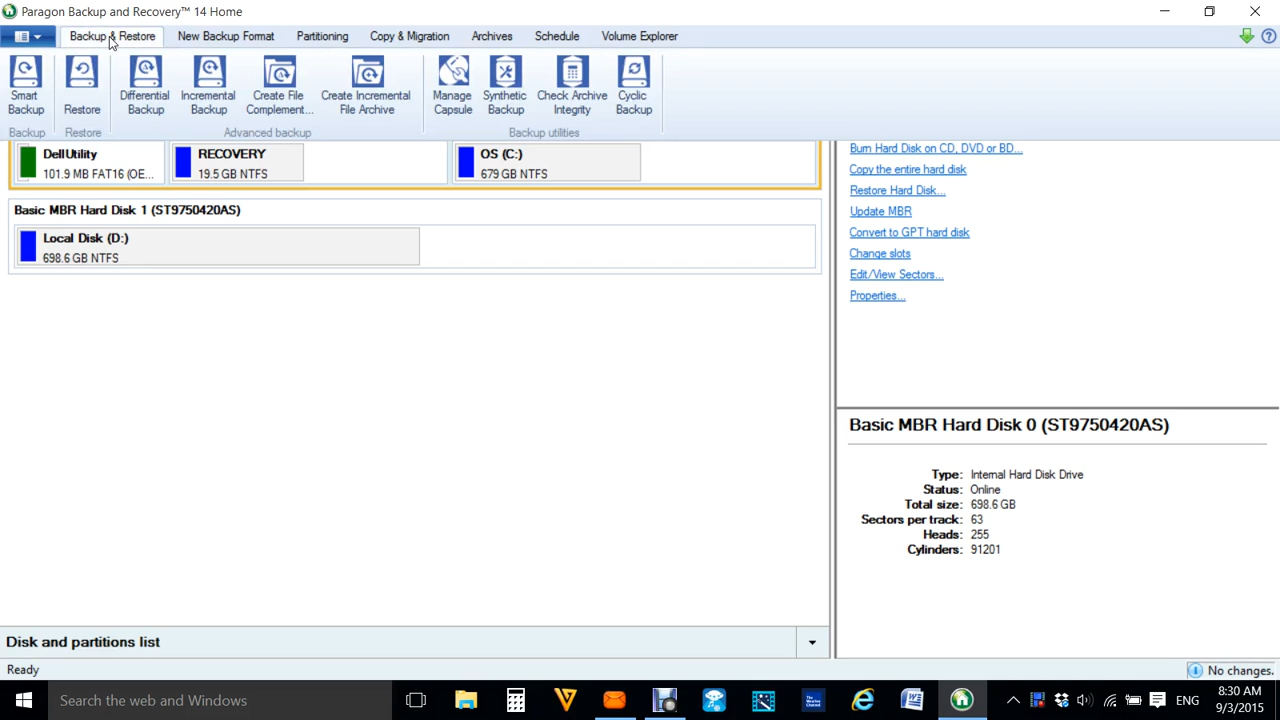 Paragon Backup and Recovery™ 14 Home
Backup & Restore
New Backup Format
Partitioning
Copy & Migration
Archives
Schedule
Volume Explorer
Smart Backup
Restore
Differential Backup
Incremental Backup
Create File Complement...
Create Incremental File Archive
Manage Capsule
Synthetic Backup
Check Archive Integrity
Cyclic Backup
Backup
Restore
Advanced backup
Backup utilities
DellUtility
101.9 MB FAT16 (OE...
RECOVERY
19.5 GB NTFS
OS (C:)
679 GB NTFS
Basic MBR Hard Disk 1 (ST9750420AS)
Local Disk (D:)
698.6 GB NTFS
Burn Hard Disk on CD, DVD or BD...
Copy the entire hard disk
Restore Hard Disk...
Update MBR
Convert to GPT hard disk
Change slots
Edit/View Sectors...
Properties...
Basic MBR Hard Disk 0 (ST9750420AS)
Type: Internal Hard Disk Drive
Status: Online
Total size: 698.6 GB
Sectors per track: 63
Heads: 255
Cylinders: 91201
Disk and partitions list
Ready
No changes.
Search the web and Windows
ENG
8:30 AM
9/3/2015